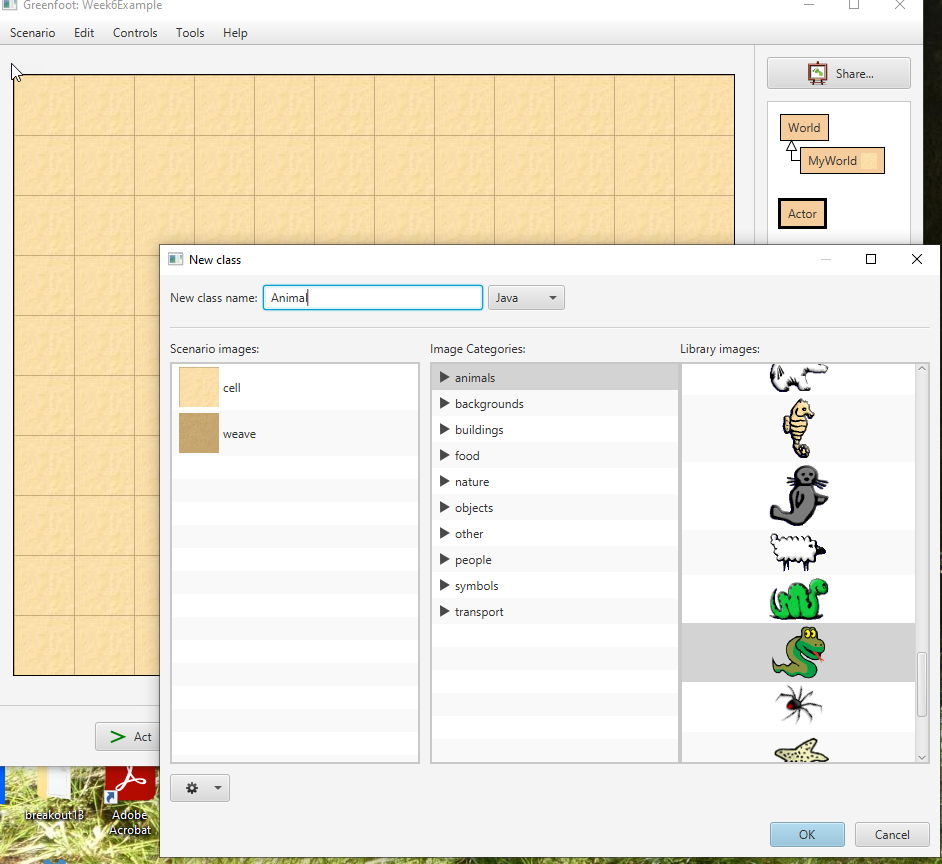 Greenfoot: Week6Example
Scenario Edit Controls Tools Help
Share...
World
MyWorld
Actor
New class
New class name: Animal Java
Scenario images: Image Categories: Library images:
cell
weave
animals
backgrounds
buildings
food
nature
objects
other
people
symbols
transport
Act
breakout13
Adobe
Acrobat
OK Cancel